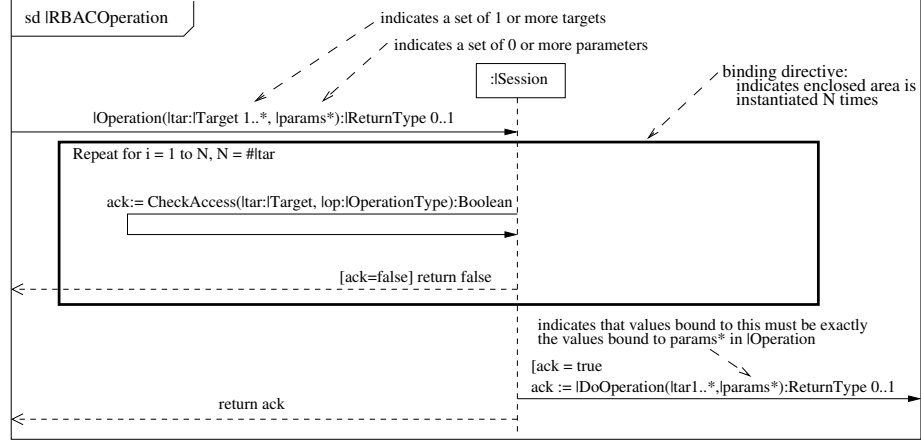 sd |RBACOperation
indicates a set of 1 or more targets
indicates a set of 0 or more parameters
:|Session
binding directive:
indicates enclosed area is
instantiated N times
|Operation(|tar:|Target 1..*, |params*):|ReturnType 0..1
Repeat for i = 1 to N, N = #|tar
ack:= CheckAccess(|tar:|Target, |op:|OperationType):Boolean
[ack=false] return false
indicates that values bound to this must be exactly
the values bound to params* in |Operation
[ack = true
ack := |DoOperation(|tar1..*,|params*):ReturnType 0..1
return ack